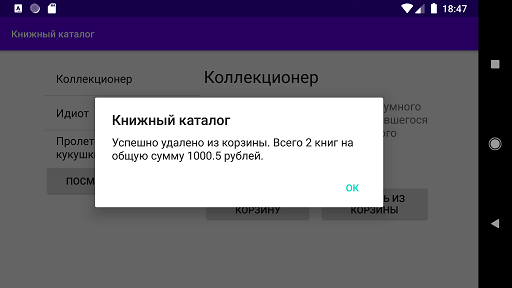 18:47
Книжный каталог
Коллекционер
Коллекционер
Идиот
умного
вшегося
ого
Пролет
кукушк
Книжный каталог
Успешно удалено из корзины. Всего 2 книг на
общую сумму 1000.5 рублей.
ОК
ПОСМ
КОРЗИНУ
Ь ИЗ
КОРЗИНЫ